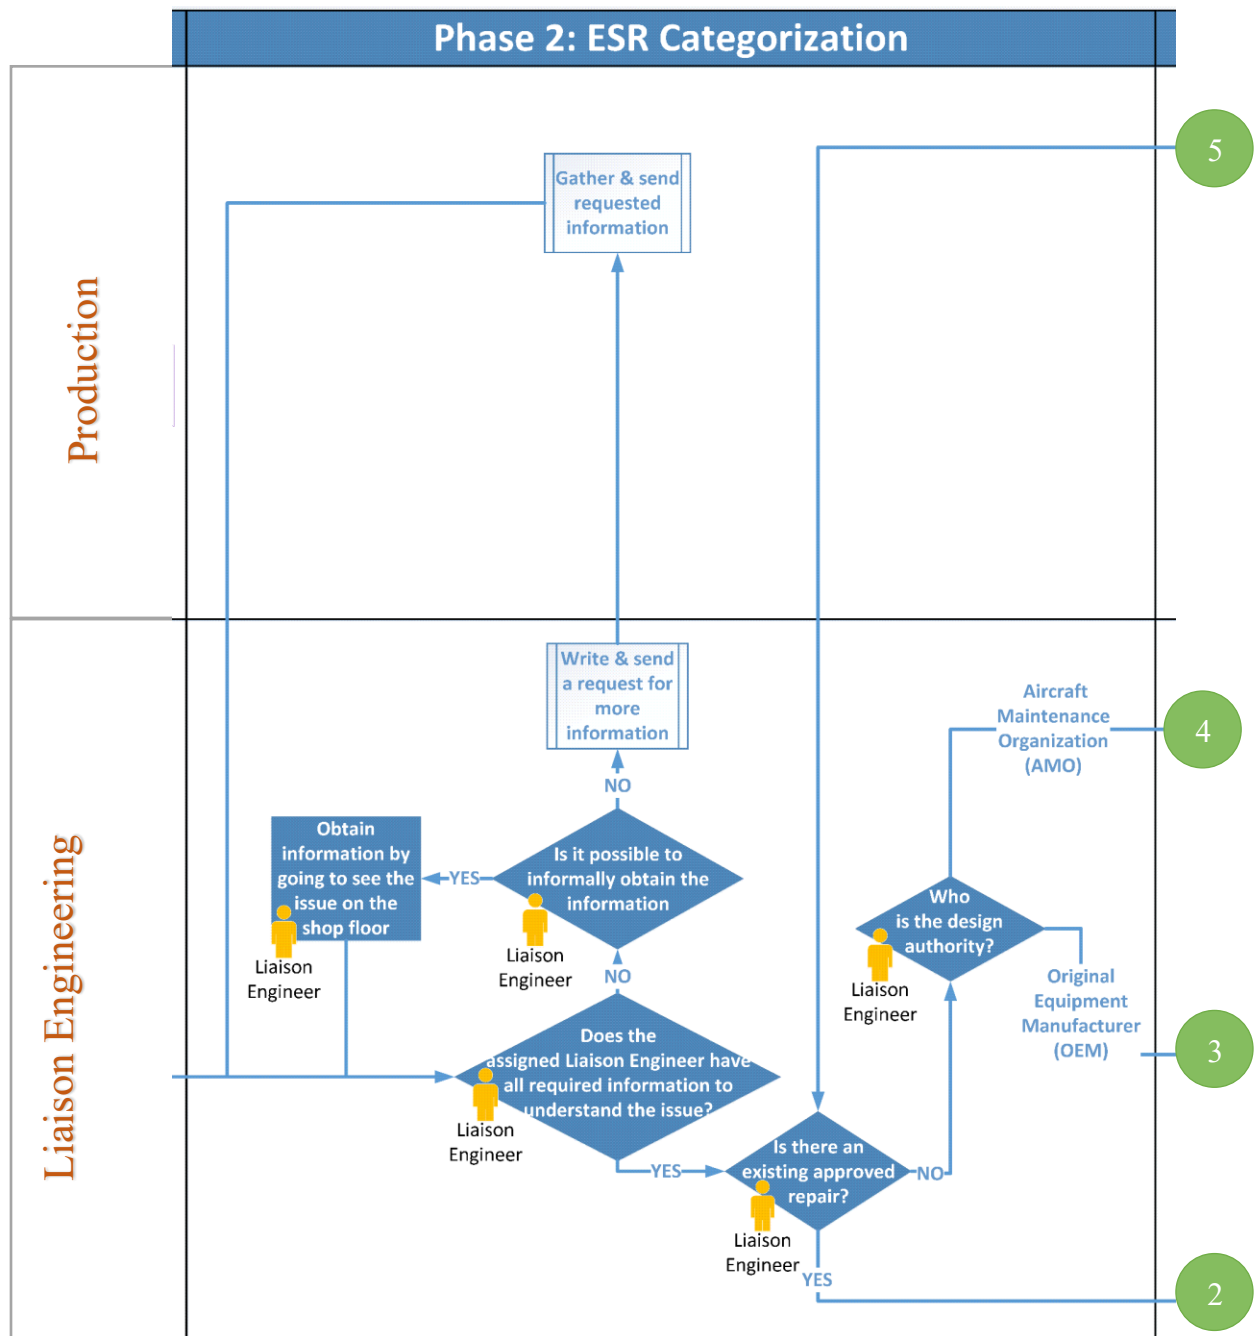 Phase 2: ESR Categorization
Production
5
Gather & send
requested
information
Liaison Engineering
Write & send
a request for
more
information
NO
Obtain
information by
going to see the
issue on the
shop floor
Liaison
Engineer
YES
Is it possible to
informally obtain the
information
Liaison
Engineer
NO
Does the
assigned Liaison Engineer have
all required information to
understand the issue?
Liaison
Engineer
YES
Is there an
existing approved
repair?
Liaison
Engineer
NO
YES
Who
is the design
authority?
Liaison
Engineer
Aircraft
Maintenance
Organization
(AMO)
4
Original
Equipment
Manufacturer
(OEM)
3
2